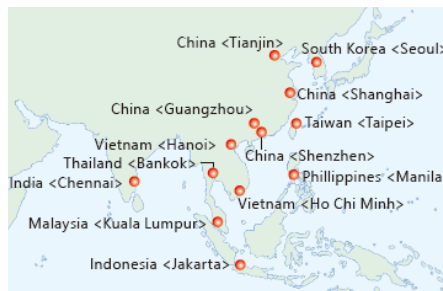 China <Tianjin>
South Korea <Seoul>
China <Shanghai>
China <Guangzhou>
Taiwan <Taipei>
Vietnam <Hanoi>
China <Shenzhen>
Thailand <Bankok>
India <Chennai>
Phillippines <Manila
Vietnam <Ho Chi Minh>
Malaysia <Kuala Lumpur>
Indonesia <Jakarta>